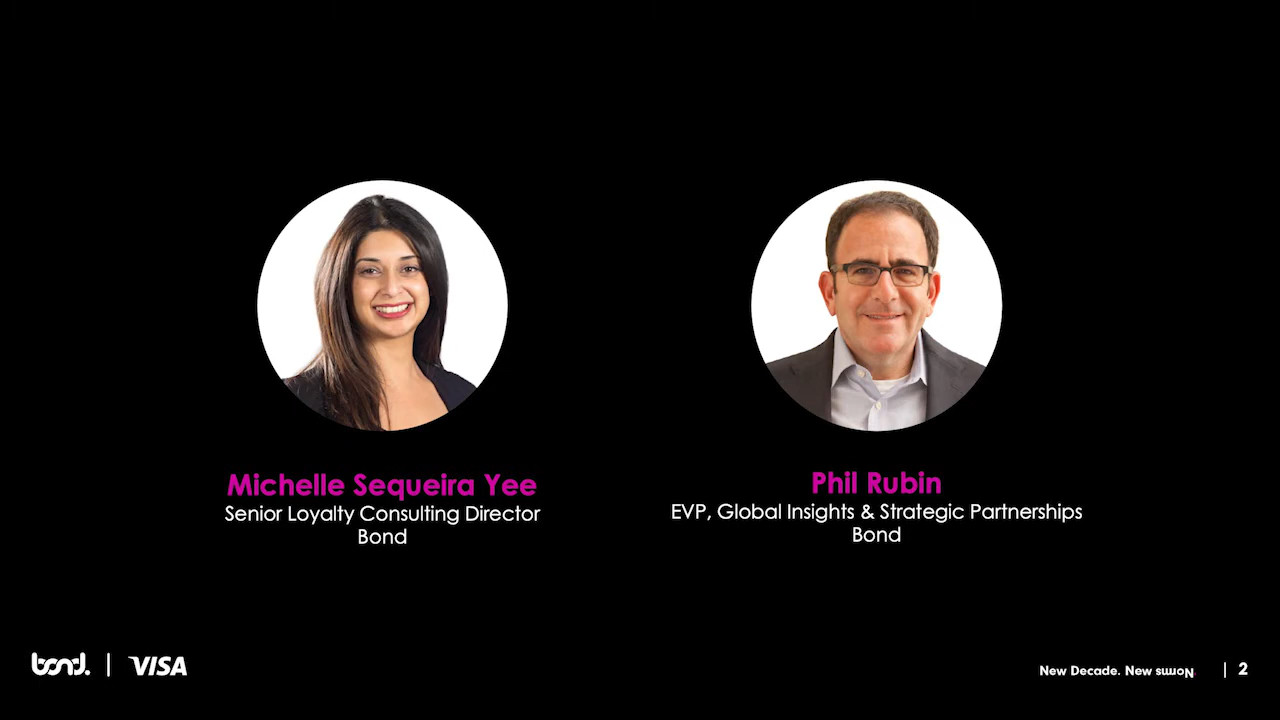 Michelle Sequeira Yee
Senior Loyalty Consulting Director
Bond
Phil Rubin
EVP, Global Insights & Strategic Partnerships
Bond
bond. | VISA
New Decade. New Norms. | 2